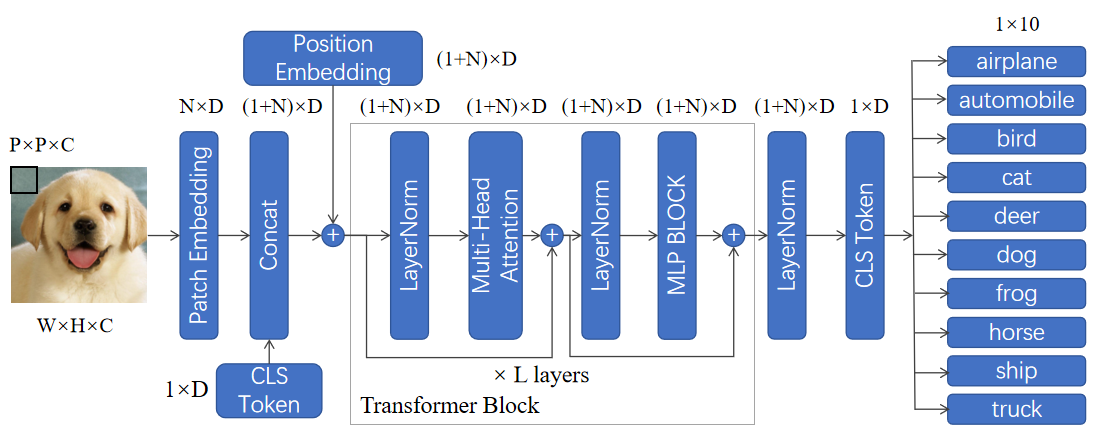 1×10
Position
Embedding
(1+N)×D
N×D
(1+N)×D
(1+N)×D
(1+N)×D
(1+N)×D
(1+N)×D
(1+N)×D
1×D
P×P×C
W×H×C
Patch Embedding
Concat
1×D
CLS
Token
+
LayerNorm
Multi-Head
Attention
+
LayerNorm
MLP BLOCK
+
× L layers
Transformer Block
LayerNorm
CLS Token
airplane
automobile
bird
cat
deer
dog
frog
horse
ship
truck